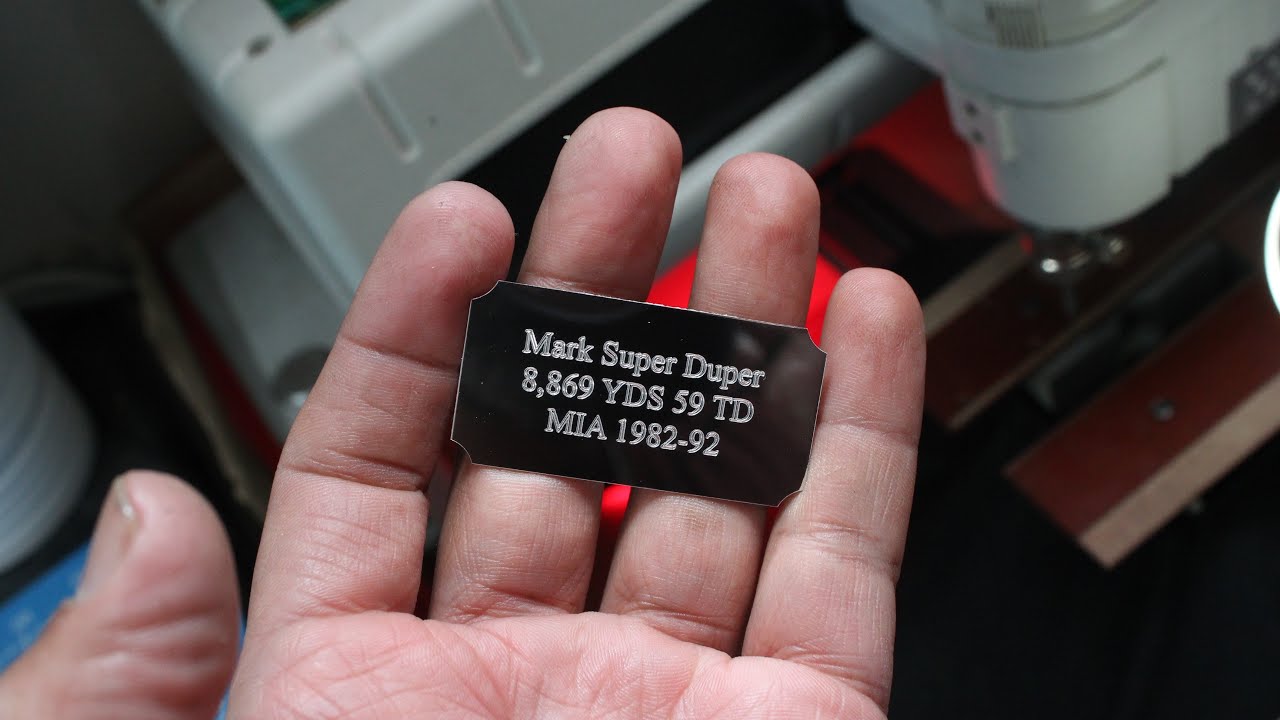 Mark Super Duper
8,869 YDS 59 TD
MIA 1982-92